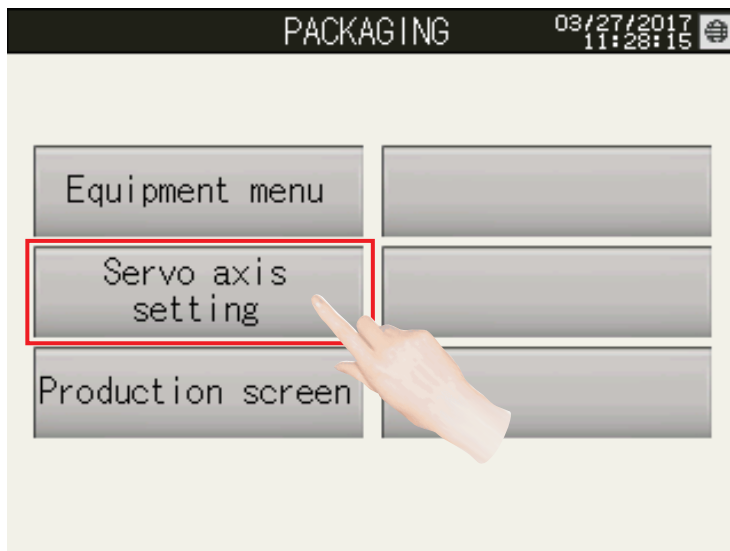 PACKAGING
03/27/2017
11:28:15
Equipment menu
Servo axis
setting
Production screen